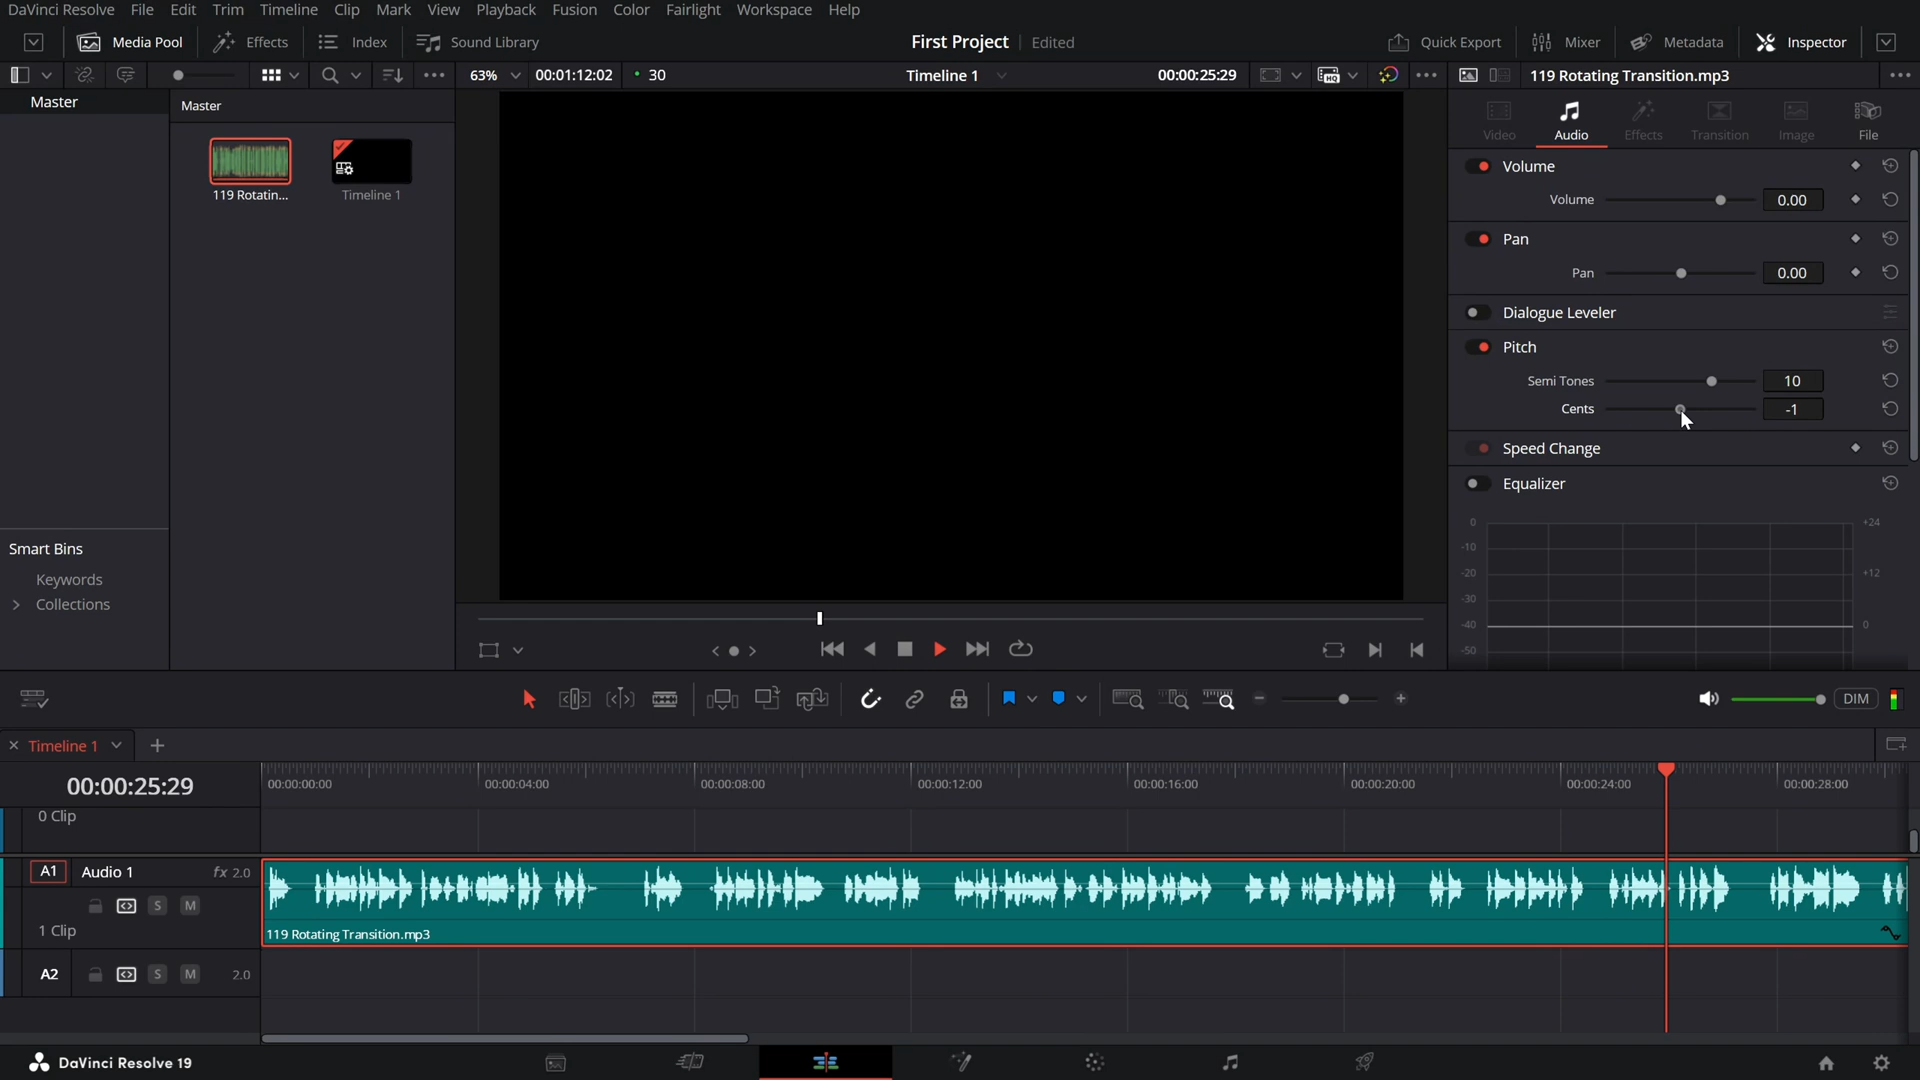 DaVinci Resolve File Edit Trim Timeline Clip Mark View Playback Fusion Color Fairlight Workspace Help
Media Pool Effects Index Sound Library First Project Edited Quick Export Mixer Metadata Inspector
63% 00:01:12:02 30 Timeline 1 00:00:25:29 HQ 119 Rotating Transition.mp3
Master Master
Video Audio Effects Transition Image File
119 Rotatin... Timeline 1
Volume
Volume 0.00
Pan
Pan 0.00
Dialogue Leveler
Pitch
Semi Tones 10
Cents -1
Speed Change
Equalizer
0 +24
-10
-20 +12
-30
-40 0
-50
Smart Bins
Keywords
Collections
DIM
Timeline 1
00:00:25:29 00:00:00:00 00:00:04:00 00:00:08:00 00:00:12:00 00:00:16:00 00:00:20:00 00:00:24:00 00:00:28:00
0 Clip
A1 Audio 1 fx 2.0
S M
1 Clip 119 Rotating Transition.mp3
A2 S M 2.0
DaVinci Resolve 19